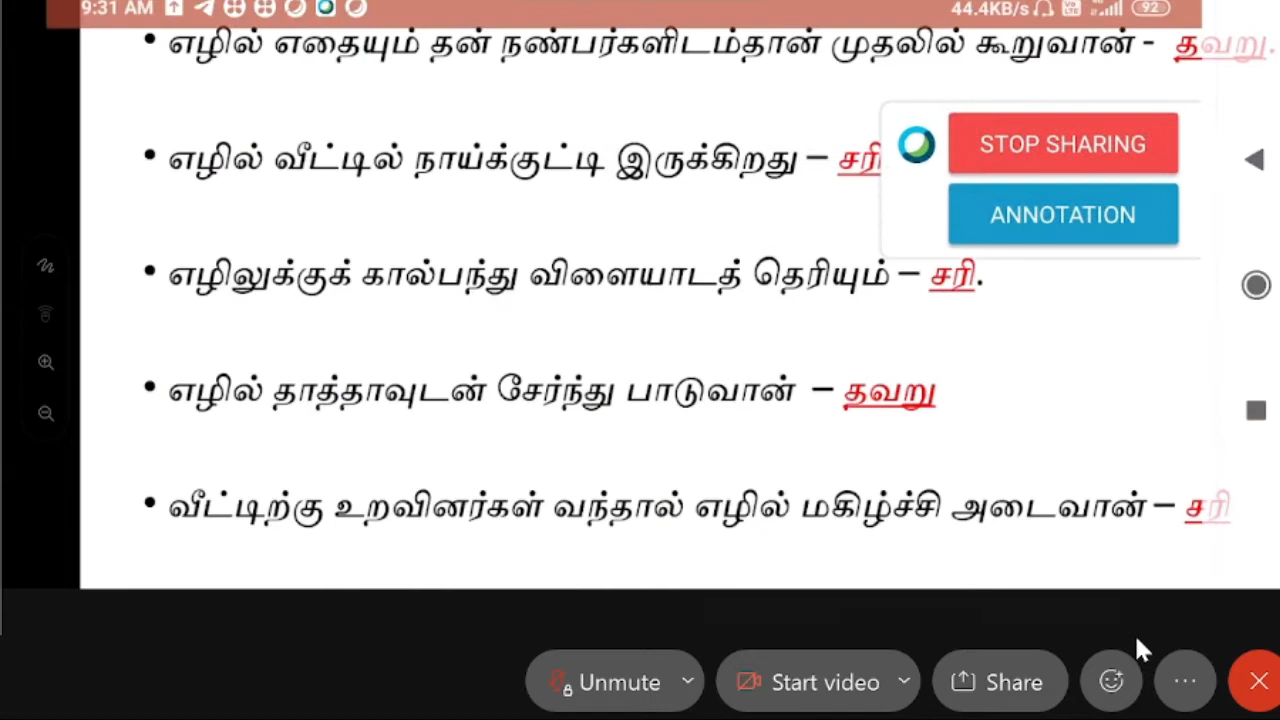 9:31 AM
44.4KB/s
92
• எழில் எதையும் தன் நண்பர்களிடம்தான் முதலில் கூறுவான் - தவறு.
• எழில் வீட்டில் நாய்க்குட்டி இருக்கிறது – சரி
STOP SHARING
ANNOTATION
• எழிலுக்குக் கால்பந்து விளையாடத் தெரியும் – சரி.
• எழில் தாத்தாவுடன் சேர்ந்து பாடுவான் – தவறு
• வீட்டிற்கு உறவினர்கள் வந்தால் எழில் மகிழ்ச்சி அடைவான் – சரி
Unmute
Start video
Share